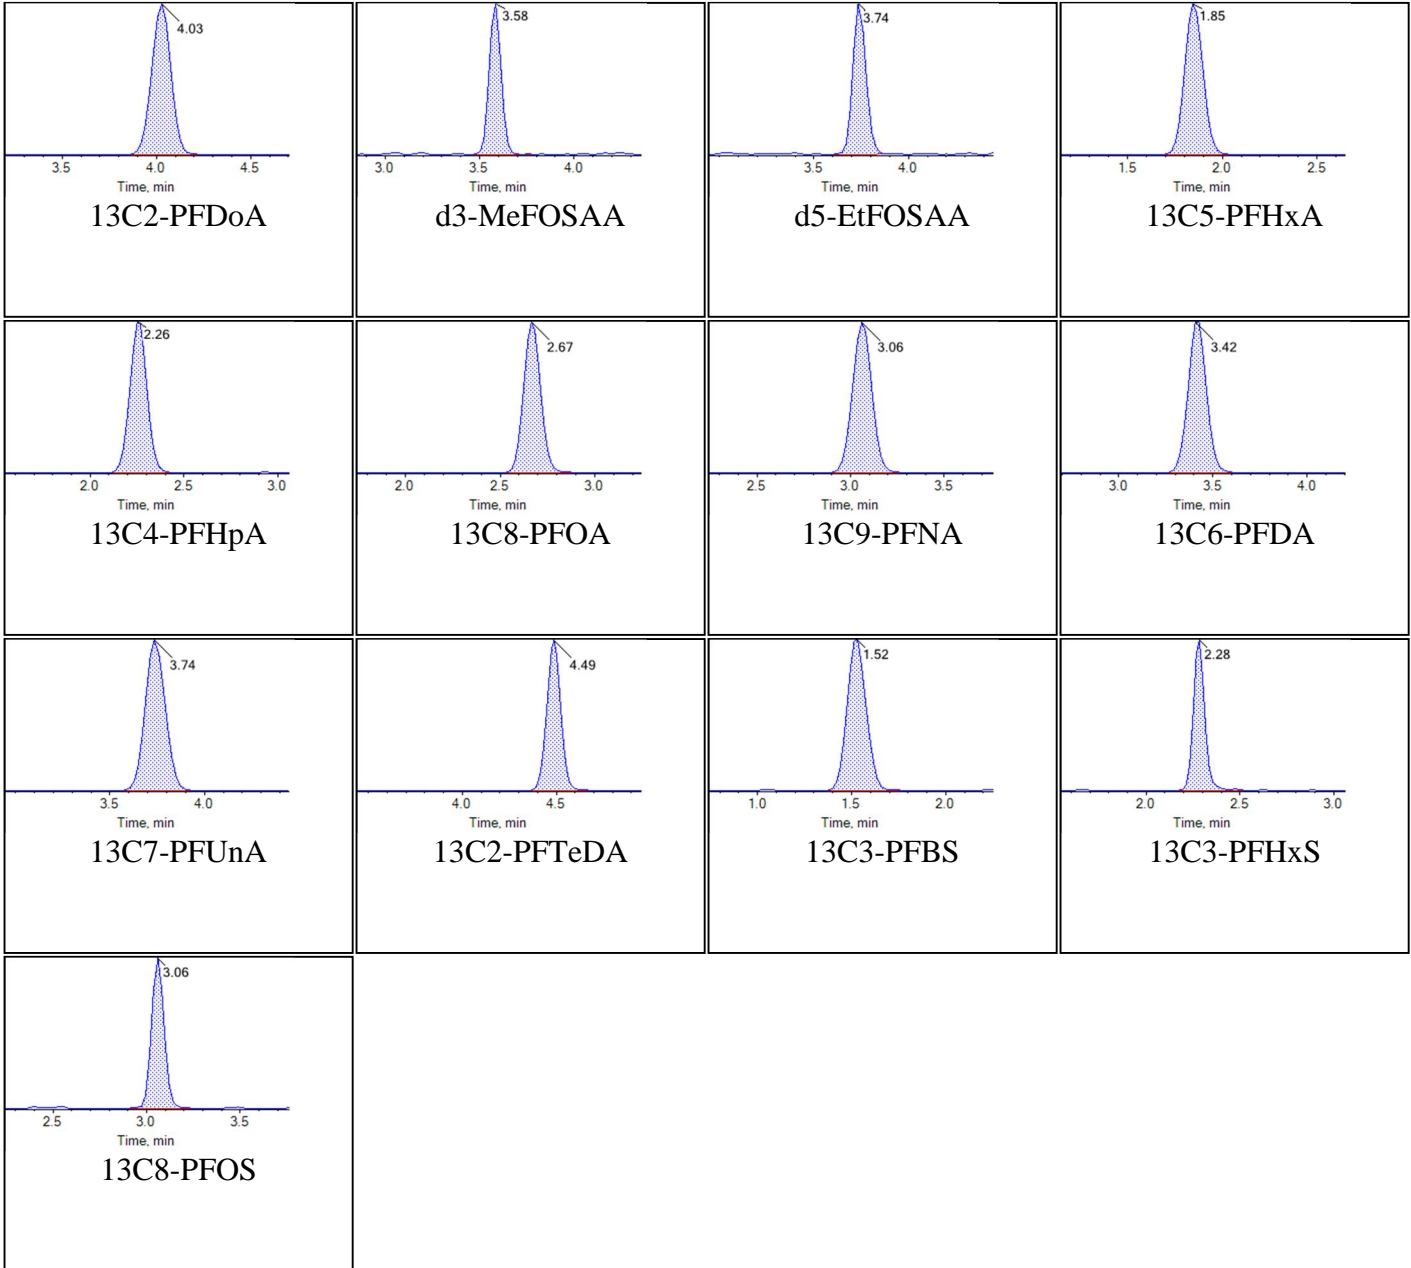 4.03
3.5 4.0 4.5
Time, min
13C2-PFDoA
3.58
3.0 3.5 4.0
Time, min
d3-MeFOSAA
3.74
3.5 4.0
Time, min
d5-EtFOSAA
1.85
1.5 2.0 2.5
Time, min
13C5-PFHxA
2.26
2.0 2.5 3.0
Time, min
13C4-PFHpA
2.67
2.0 2.5 3.0
Time, min
13C8-PFOA
3.06
2.5 3.0 3.5
Time, min
13C9-PFNA
3.42
3.0 3.5 4.0
Time, min
13C6-PFDA
3.74
3.5 4.0
Time, min
13C7-PFUnA
4.49
4.0 4.5
Time, min
13C2-PFTeDA
1.52
1.0 1.5 2.0
Time, min
13C3-PFBS
2.28
2.0 2.5 3.0
Time, min
13C3-PFHxS
3.06
2.5 3.0 3.5
Time, min
13C8-PFOS